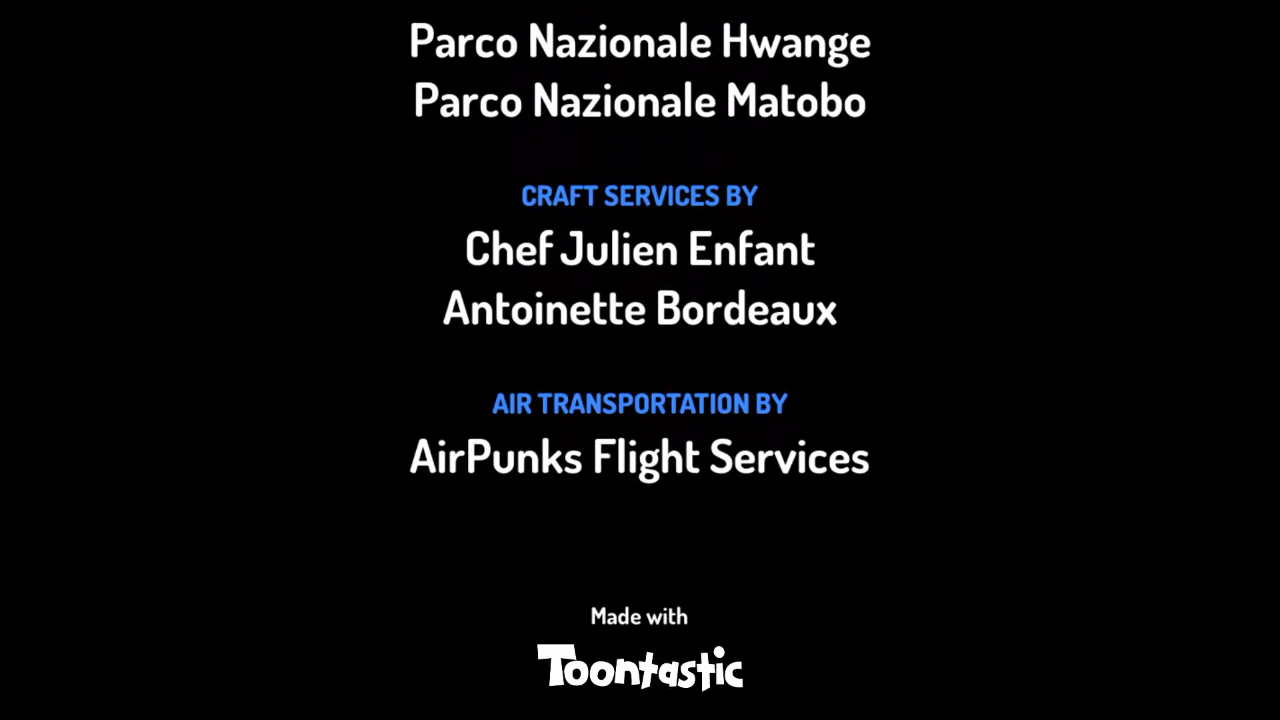 Parco Nazionale Hwange
Parco Nazionale Matobo
CRAFT SERVICES BY
Chef Julien Enfant
Antoinette Bordeaux
AIR TRANSPORTATION BY
AirPunks Flight Services
Made with
Toontastic